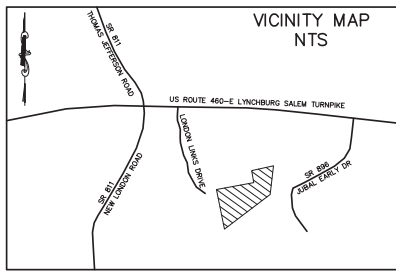 VICINITY MAP
NTS
SR 811
THOMAS JEFFERSON ROAD
US ROUTE 460-E LYNCHBURG SALEM TURNPIKE
LONDON LINKS DRIVE
SR 811
NEW LONDON ROAD
SR 896
JUBAL EARLY DR